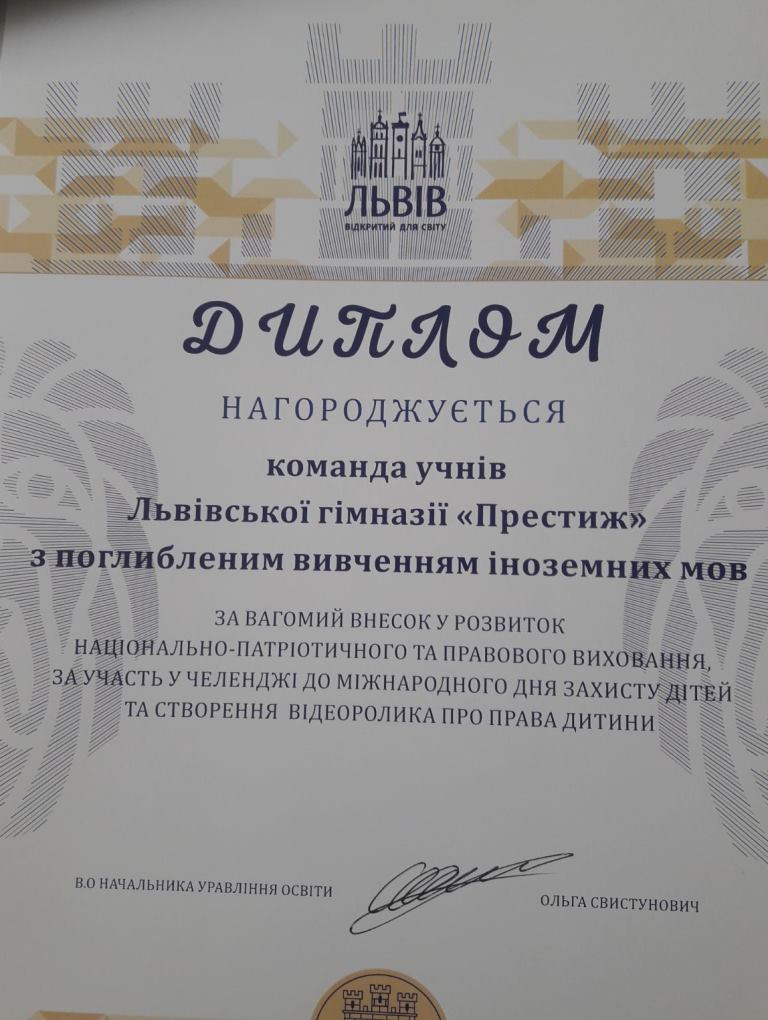 ЛЬВІВ
ВІДКРИТИЙ ДЛЯ СВІТУ
ДИПЛОМ
НАГОРОДЖУЄТЬСЯ
команда учнів
Львівської гімназії «Престиж»
з поглибленим вивченням іноземних мов
ЗА ВАГОМИЙ ВНЕСОК У РОЗВИТОК
НАЦІОНАЛЬНО-ПАТРІОТИЧНОГО ТА ПРАВОВОГО ВИХОВАННЯ,
ЗА УЧАСТЬ У ЧЕЛЕНДЖІ ДО МІЖНАРОДНОГО ДНЯ ЗАХИСТУ ДІТЕЙ
ТА СТВОРЕННЯ ВІДЕОРОЛИКА ПРО ПРАВА ДИТИНИ
В.О НАЧАЛЬНИКА УРАВЛІННЯ ОСВІТИ
ОЛЬГА СВИСТУНОВИЧ